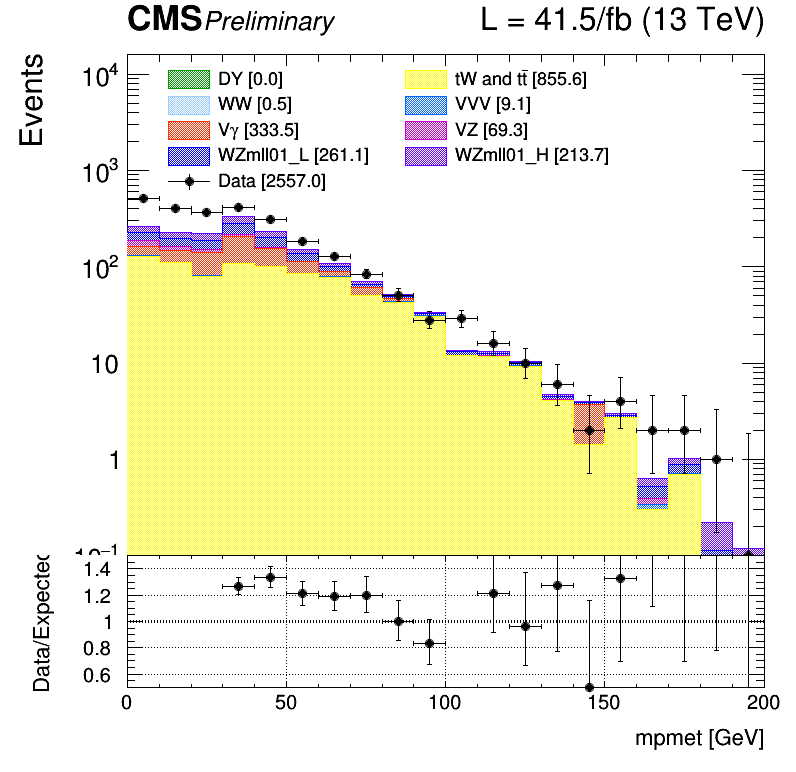 CMS Preliminary L = 41.5/fb (13 TeV)
Events
10⁴
10³
10²
10
1
10⁻¹
DY [0.0]
tW and tt̄ [855.6]
WW [0.5]
VVV [9.1]
Vγ [333.5]
VZ [69.3]
WZmll01_L [261.1]
WZmll01_H [213.7]
Data [2557.0]
Data/Expected
1.4
1.2
1
0.8
0.6
0 50 100 150 200
mpmet [GeV]